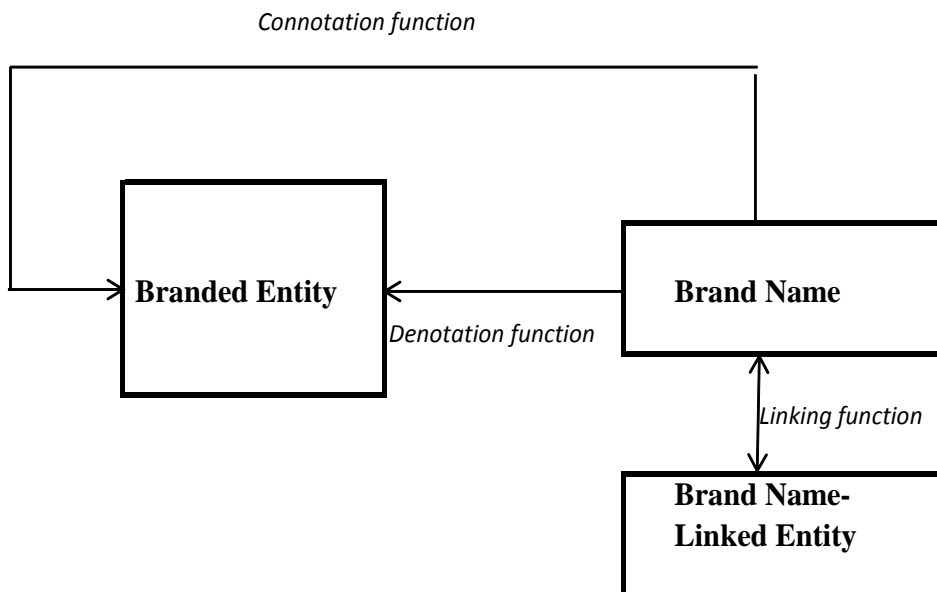 Connotation function
Branded Entity
Brand Name
Denotation function
Linking function
Brand Name-
Linked Entity